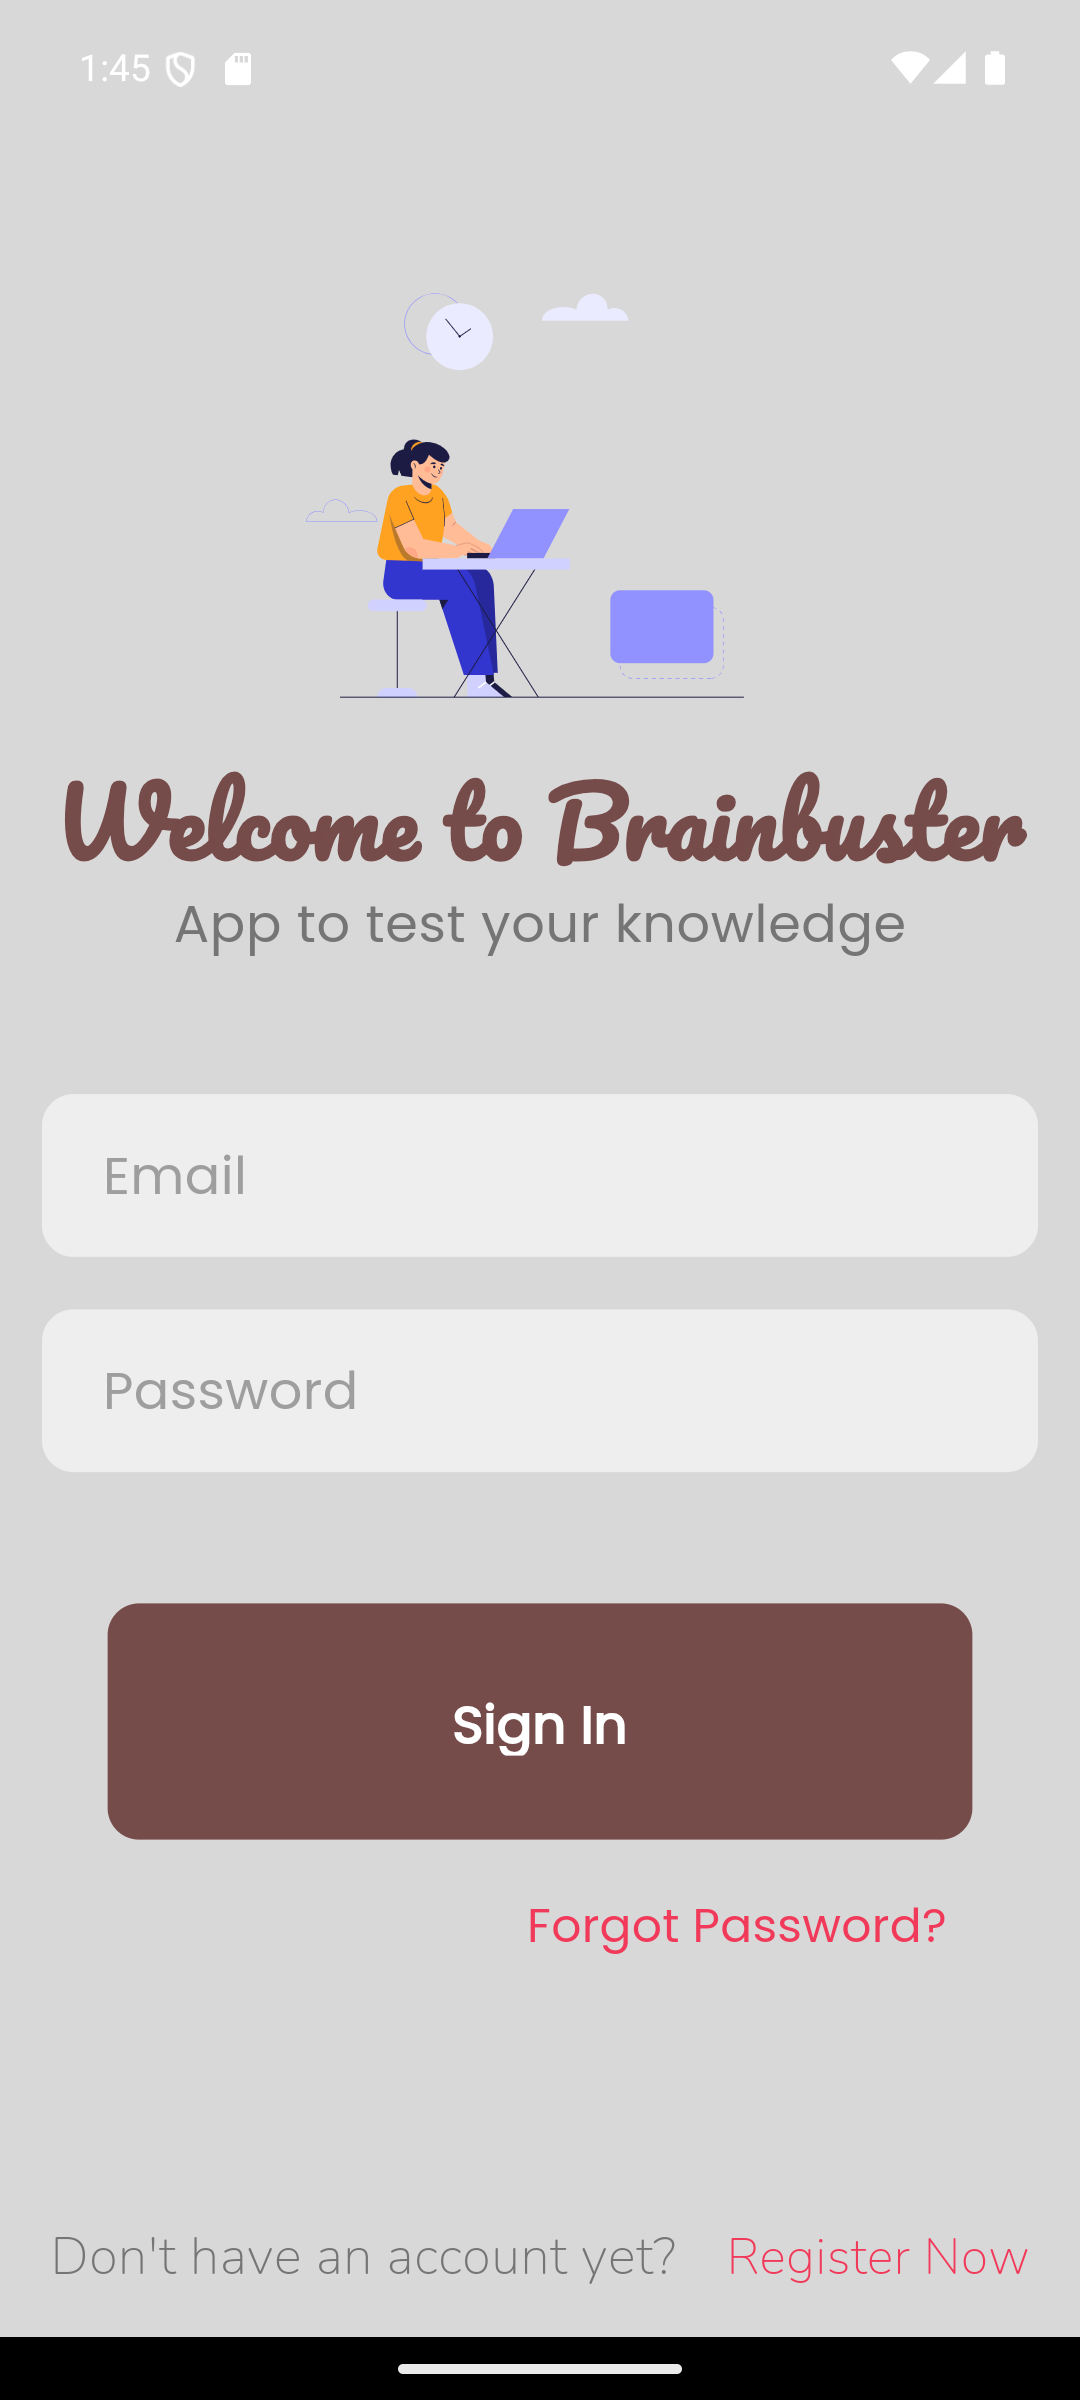 1:45
Welcome to Brainbuster
App to test your knowledge
Email
Password
Sign In
Forgot Password?
Don't have an account yet? Register Now